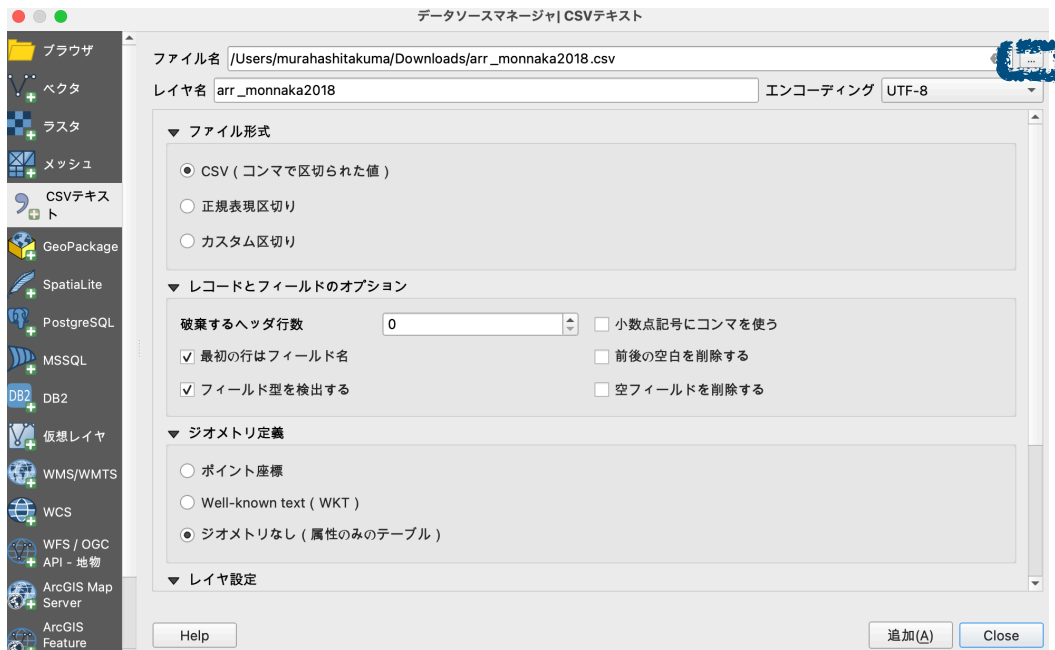 データソースマネージャ| CSVテキスト
ブラウザ
ベクタ
ラスタ
メッシュ
CSVテキス
ト
GeoPackage
SpatiaLite
PostgreSQL
MSSQL
DB2
DB2
仮想レイヤ
WMS/WMTS
WCS
WFS / OGC
API - 地物
ArcGIS Map
Server
ArcGIS
Feature
ファイル名 /Users/murahashitakuma/Downloads/arr_monnaka2018.csv ...
レイヤ名 arr_monnaka2018 エンコーディング UTF-8
ファイル形式
CSV ( コンマで区切られた値 )
正規表現区切り
カスタム区切り
レコードとフィールドのオプション
破棄するヘッダ行数 0 小数点記号にコンマを使う
最初の行はフィールド名 前後の空白を削除する
フィールド型を検出する 空フィールドを削除する
ジオメトリ定義
ポイント座標
Well-known text ( WKT )
ジオメトリなし ( 属性のみのテーブル )
レイヤ設定
Help 追加(A) Close